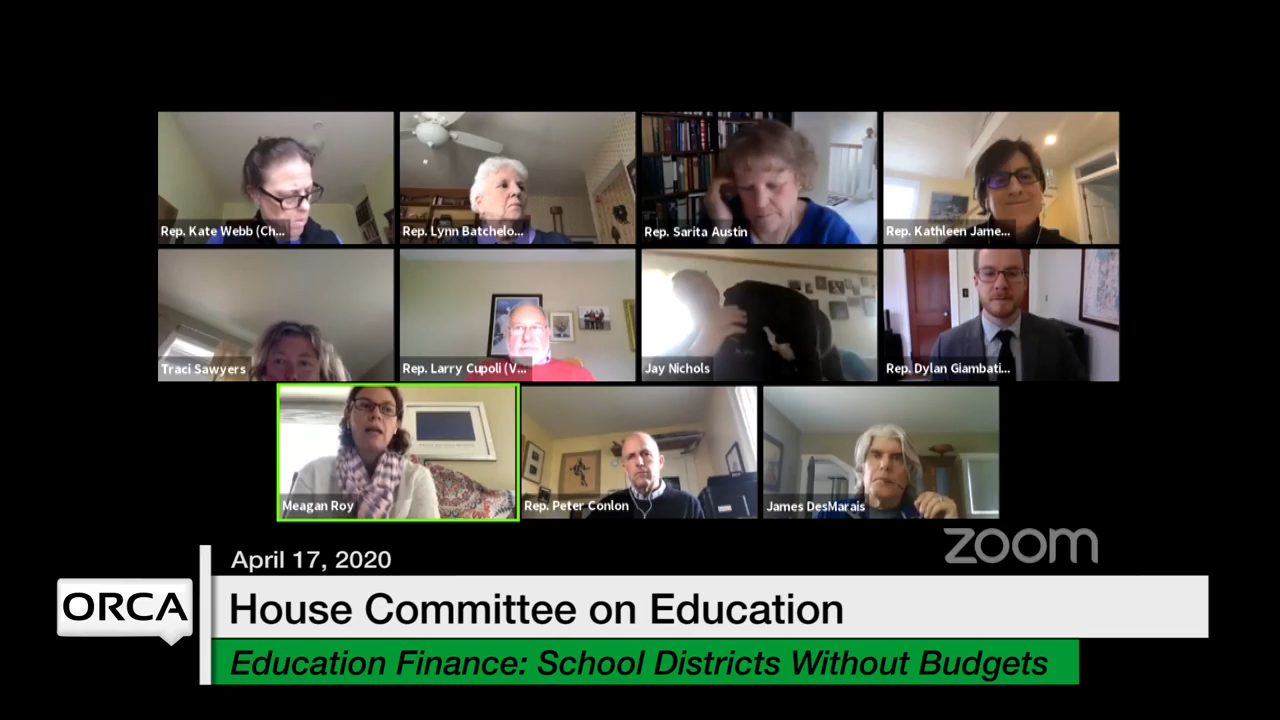 Rep. Kate Webb (Ch...
Rep. Lynn Batchelo...
Rep. Sarita Austin
Rep. Kathleen Jame...
Traci Sawyers
Rep. Larry Cupoli (V...
Jay Nichols
Rep. Dylan Giambati...
Meagan Roy
Rep. Peter Conlon
James DesMarais
zoom
April 17, 2020
ORCA
House Committee on Education
Education Finance: School Districts Without Budgets